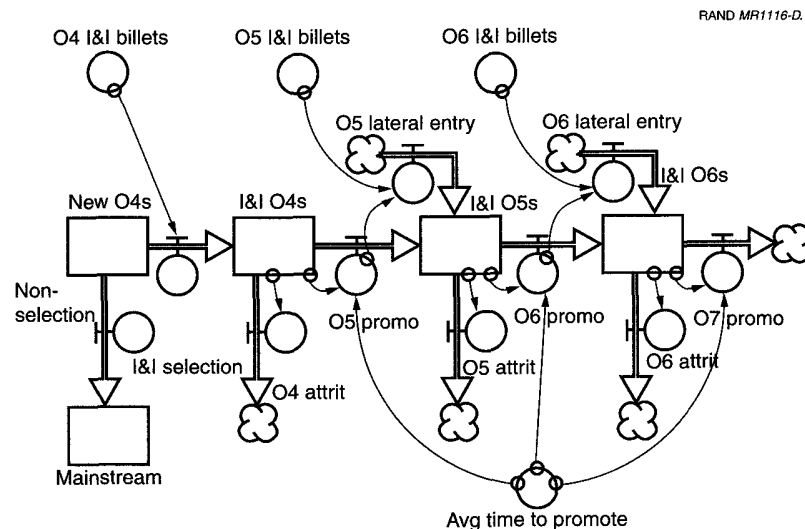 RAND MR1116-D.
O4 I&I billets
O5 I&I billets
O6 I&I billets
O5 lateral entry
O6 lateral entry
New O4s
I&I O4s
I&I O5s
I&I O6s
Non-
selection
I&I selection
O5 promo
O6 promo
O7 promo
O4 attrit
O5 attrit
O6 attrit
Mainstream
Avg time to promote